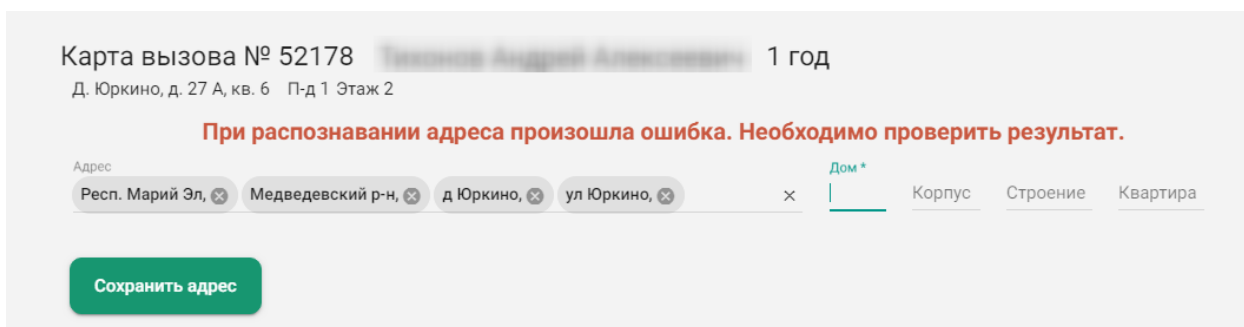 Карта вызова № 52178 1 год
Д. Юркино, д. 27 А, кв. 6 П-д 1 Этаж 2
При распознавании адреса произошла ошибка. Необходимо проверить результат.
Адрес Дом *
Респ. Марий Эл, Медведевский р-н, д Юркино, ул Юркино, Корпус Строение Квартира
Сохранить адрес